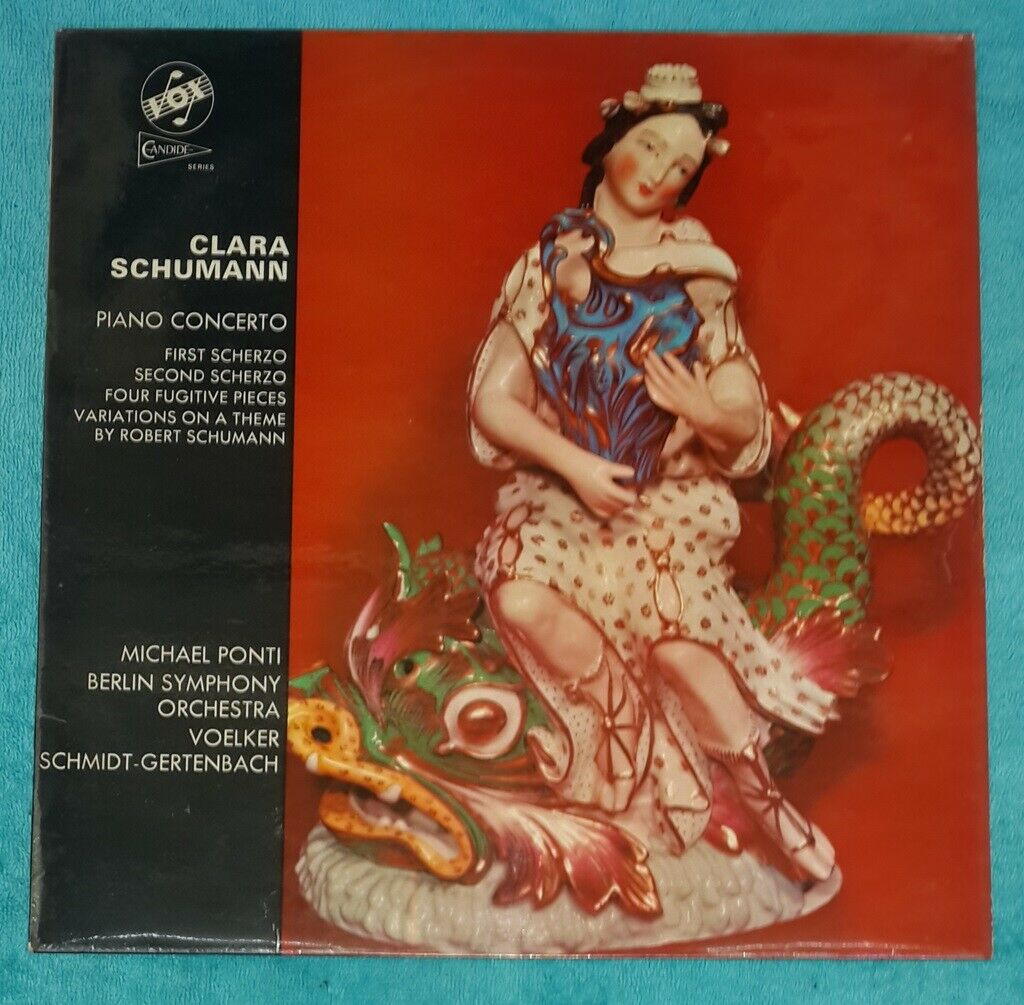 VOX
CANDIDE
SERIES
CLARA
SCHUMANN
PIANO CONCERTO
FIRST SCHERZO
SECOND SCHERZO
FOUR FUGITIVE PIECES
VARIATIONS ON A THEME
BY ROBERT SCHUMANN
MICHAEL PONTI
BERLIN SYMPHONY
ORCHESTRA
VOELKER
SCHMIDT-GERTENBACH